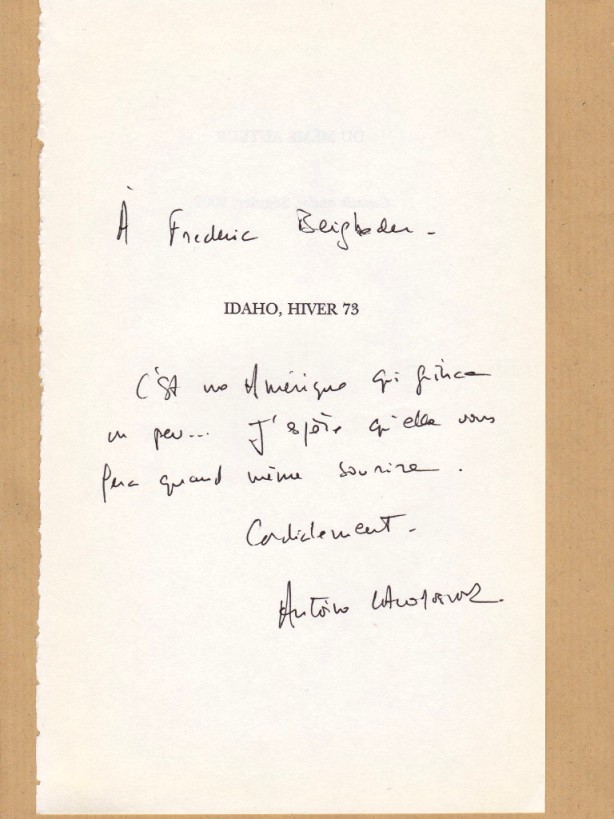 À Frederic Beigbeder -
IDAHO, HIVER 73
C'est une Amérique qui grince
un peu... J'espère qu'elle vous
fera quand même sourire.
Cordialement -
Antoine